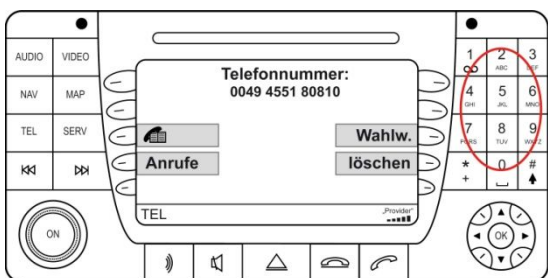 AUDIO VIDEO
NAV MAP
TEL SERV
ON
Telefonnummer:
0049 4551 80810
Wahlw.
Anrufe löschen
TEL „Provider“
1 2 ABC 3 DEF
4 GHI 5 JKL 6 MNO
7 PQRS 8 TUV 9 WXYZ
* + 0 #
OK